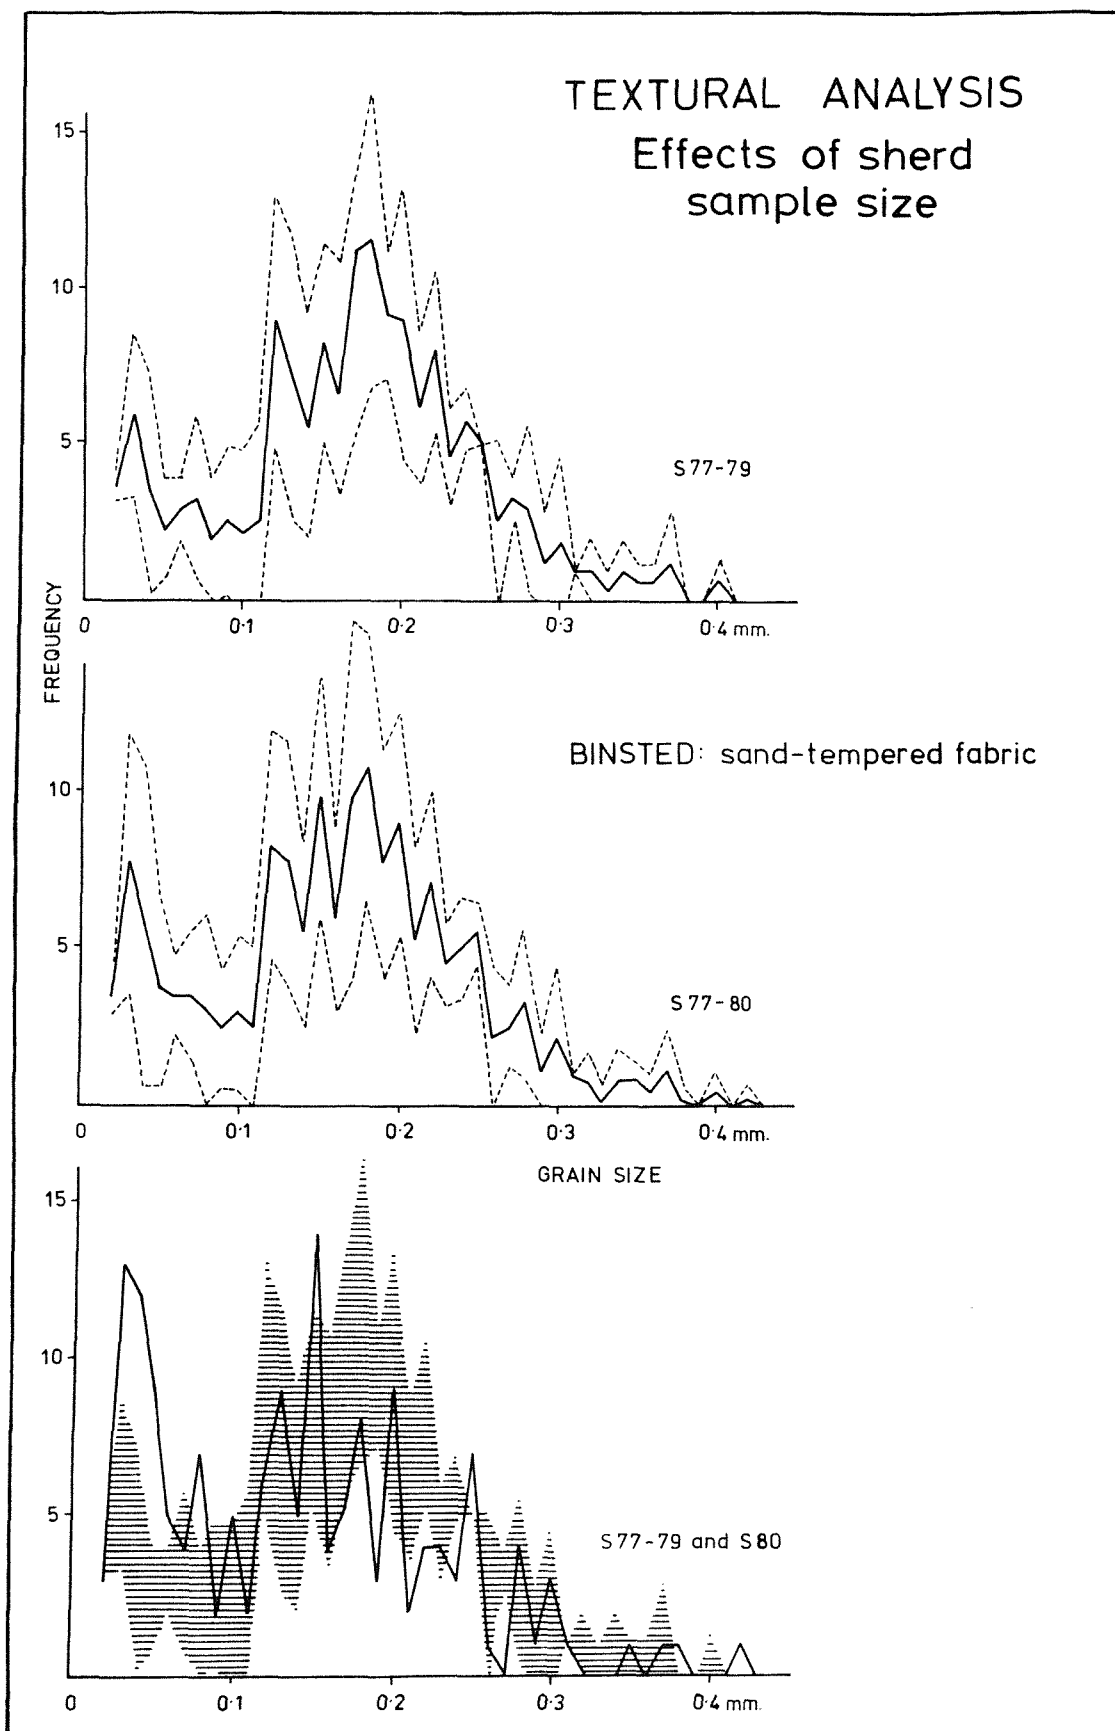 TEXTURAL ANALYSIS
Effects of sherd
sample size
15
10
5
S77-79
0 0·1 0·2 0·3 0·4 mm.
FREQUENCY
BINSTED: sand-tempered fabric
10
5
S77-80
0 0·1 0·2 0·3 0·4 mm.
GRAIN SIZE
15
10
5
S77-79 and S80
0 0·1 0·2 0·3 0·4 mm.